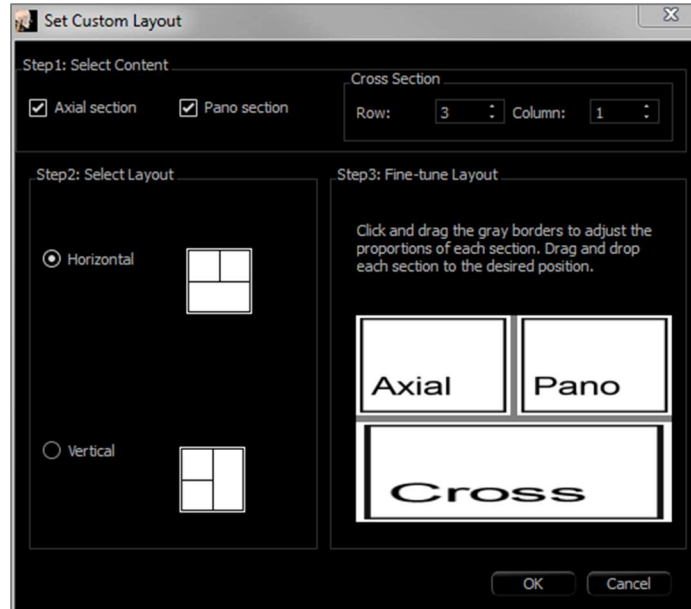 Set Custom Layout
Step1: Select Content
Axial section
Pano section
Cross Section
Row: 3 Column: 1
Step2: Select Layout
Horizontal
Vertical
Step3: Fine-tune Layout
Click and drag the gray borders to adjust the
proportions of each section. Drag and drop
each section to the desired position.
Axial
Pano
Cross
OK
Cancel